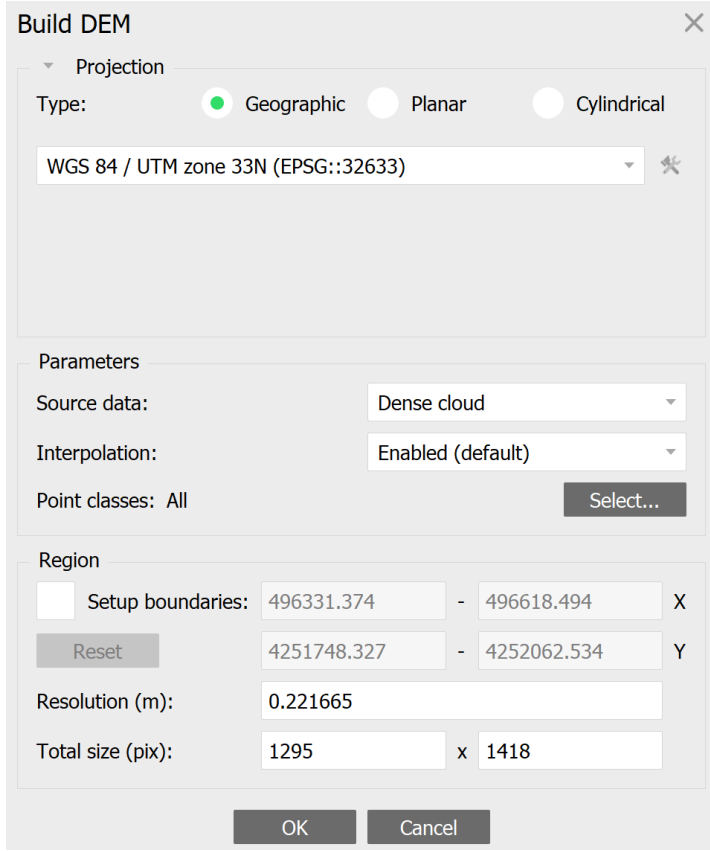 Build DEM
Projection
Type: Geographic Planar Cylindrical
WGS 84 / UTM zone 33N (EPSG::32633)
Parameters
Source data: Dense cloud
Interpolation: Enabled (default)
Point classes: All Select...
Region
Setup boundaries: 496331.374 - 496618.494 X
Reset 4251748.327 - 4252062.534 Y
Resolution (m): 0.221665
Total size (pix): 1295 x 1418
OK Cancel